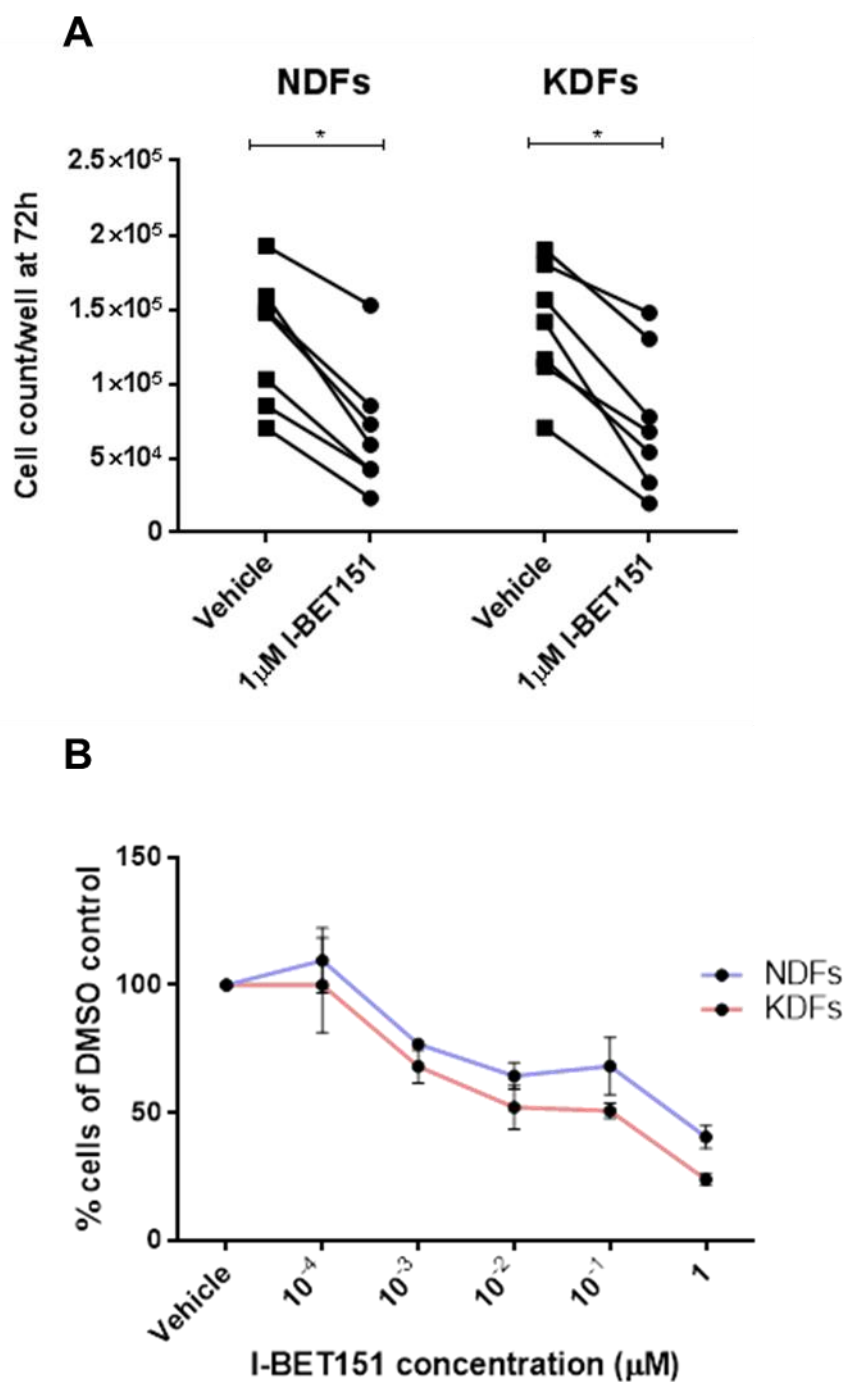 A
NDFs KDFs
* *
Cell count/well at 72h
2.5×10⁵
2×10⁵
1.5×10⁵
1×10⁵
5×10⁴
0
Vehicle
1μM I-BET151
Vehicle
1μM I-BET151
B
% cells of DMSO control
150
100
50
0
NDFs
KDFs
Vehicle 10⁻⁴ 10⁻³ 10⁻² 10⁻¹ 1
I-BET151 concentration (μM)